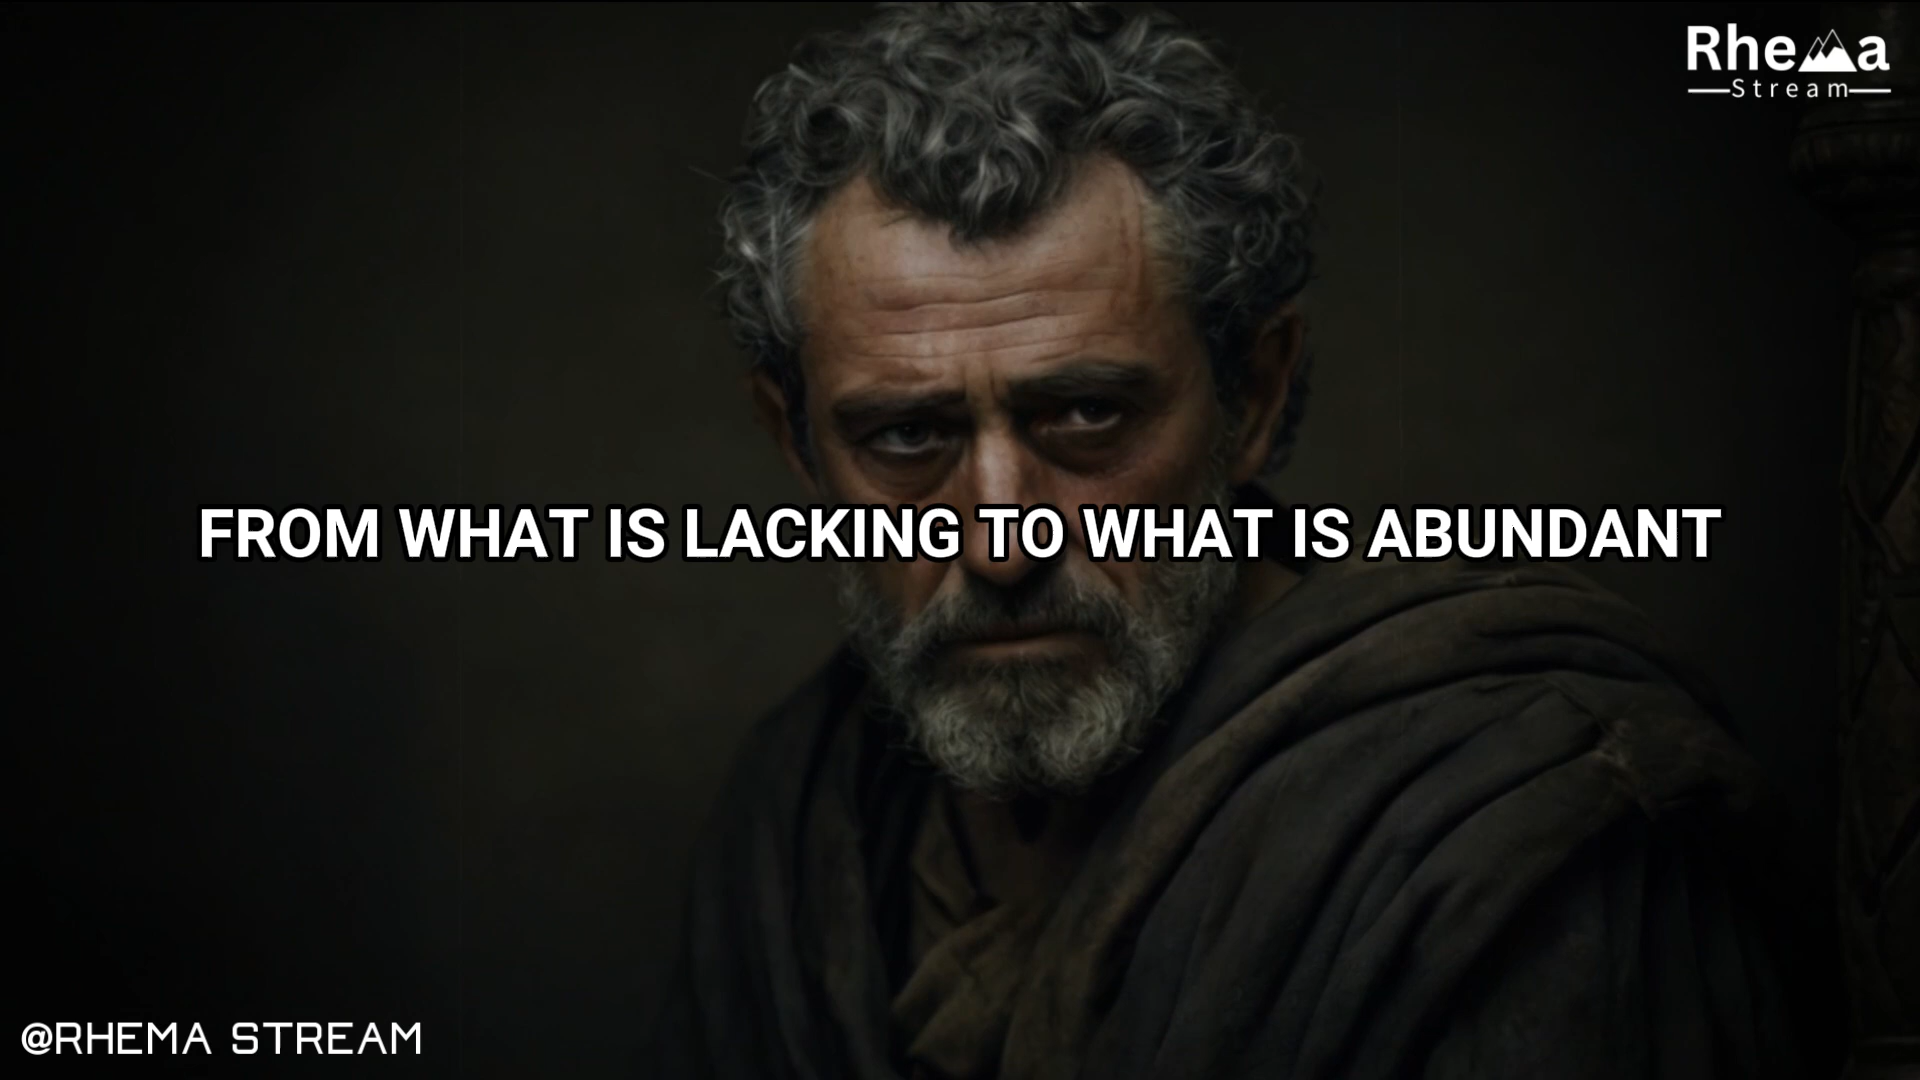 Rhema
Stream
FROM WHAT IS LACKING TO WHAT IS ABUNDANT
@RHEMA STREAM